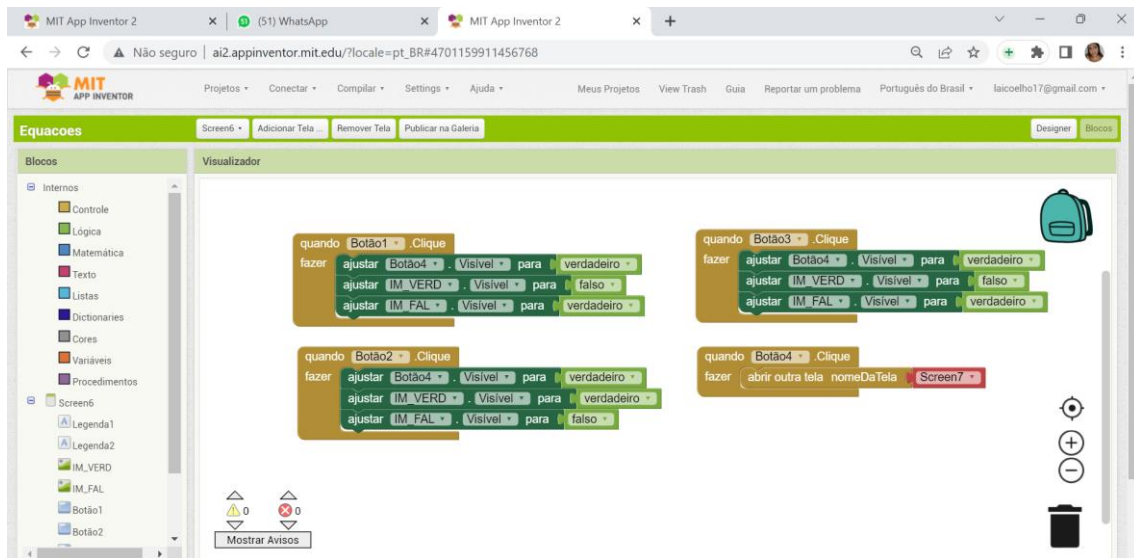 MIT App Inventor 2
(51) WhatsApp
MIT App Inventor 2
Não seguro ai2.appinventor.mit.edu/?locale=pt_BR#4701159911456768
MIT
APP INVENTOR
Projetos Conectar Compilar Settings Ajuda Meus Projetos View Trash Guia Reportar um problema Português do Brasil laicoelho17@gmail.com
Equacoes Screen6 Adicionar Tela ... Remover Tela Publicar na Galeria Designer Blocos
Blocos
Visualizador
Internos
Controle
Lógica
Matemática
Texto
Listas
Dictionaries
Cores
Variáveis
Procedimentos
Screen6
Legenda1
Legenda2
IM_VERD
IM_FAL
Botão1
Botão2
quando Botão1 .Clique
fazer ajustar Botão4 . Visível para verdadeiro
ajustar IM_VERD . Visível para falso
ajustar IM_FAL . Visível para verdadeiro
quando Botão2 .Clique
fazer ajustar Botão4 . Visível para verdadeiro
ajustar IM_VERD . Visível para verdadeiro
ajustar IM_FAL . Visível para falso
quando Botão3 .Clique
fazer ajustar Botão4 . Visível para verdadeiro
ajustar IM_VERD . Visível para falso
ajustar IM_FAL . Visível para verdadeiro
quando Botão4 .Clique
fazer abrir outra tela nomeDaTela Screen7
0 0
Mostrar Avisos